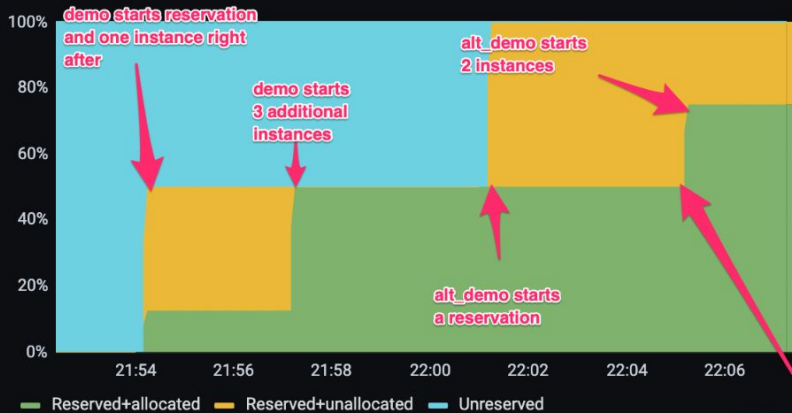 100%
demo starts reservation
and one instance right
after
alt_demo starts
2 instances
80%
demo starts
3 additional
instances
60%
40%
20%
alt_demo starts
a reservation
0%
21:54 21:56 21:58 22:00 22:02 22:04 22:06
Reserved+allocated Reserved+unallocated Unreserved